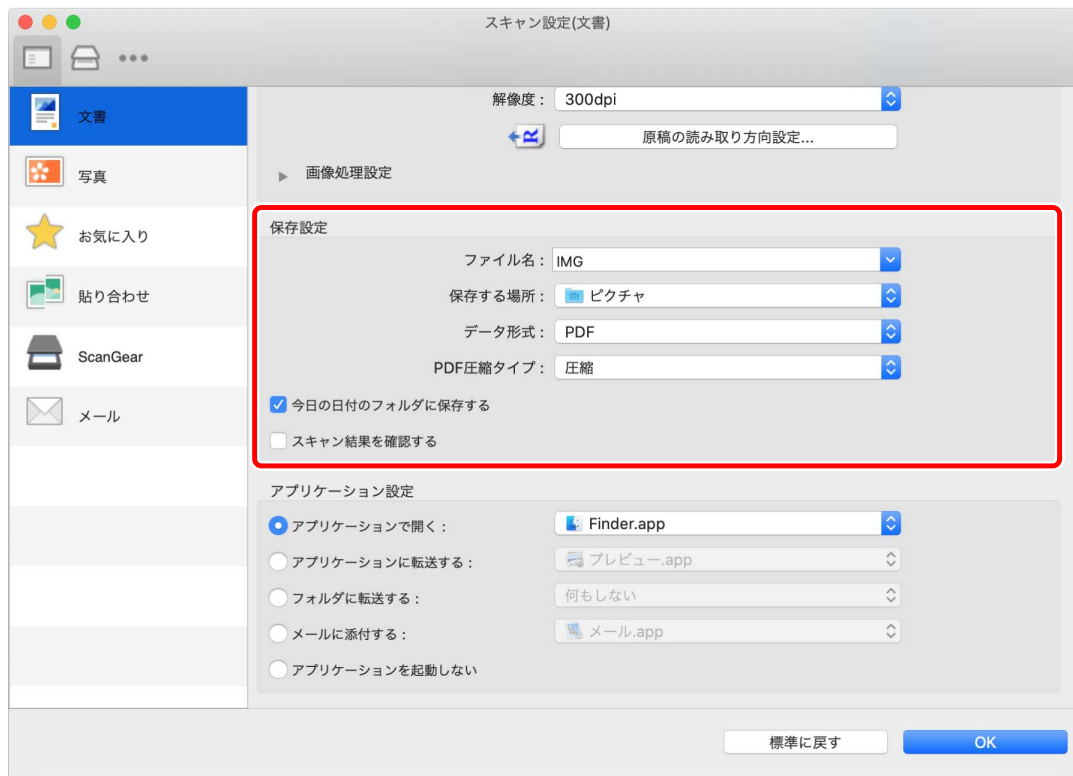 スキャン設定(文書)
文書
写真
お気に入り
貼り合わせ
ScanGear
メール
解像度： 300dpi
R
原稿の読み取り方向設定...
画像処理設定
保存設定
ファイル名： IMG
保存する場所： ピクチャ
データ形式： PDF
PDF圧縮タイプ： 圧縮
今日の日付のフォルダに保存する
スキャン結果を確認する
アプリケーション設定
アプリケーションで開く： Finder.app
アプリケーションに転送する： プレビュー.app
フォルダに転送する： 何もしない
メールに添付する： メール.app
アプリケーションを起動しない
標準に戻す
OK